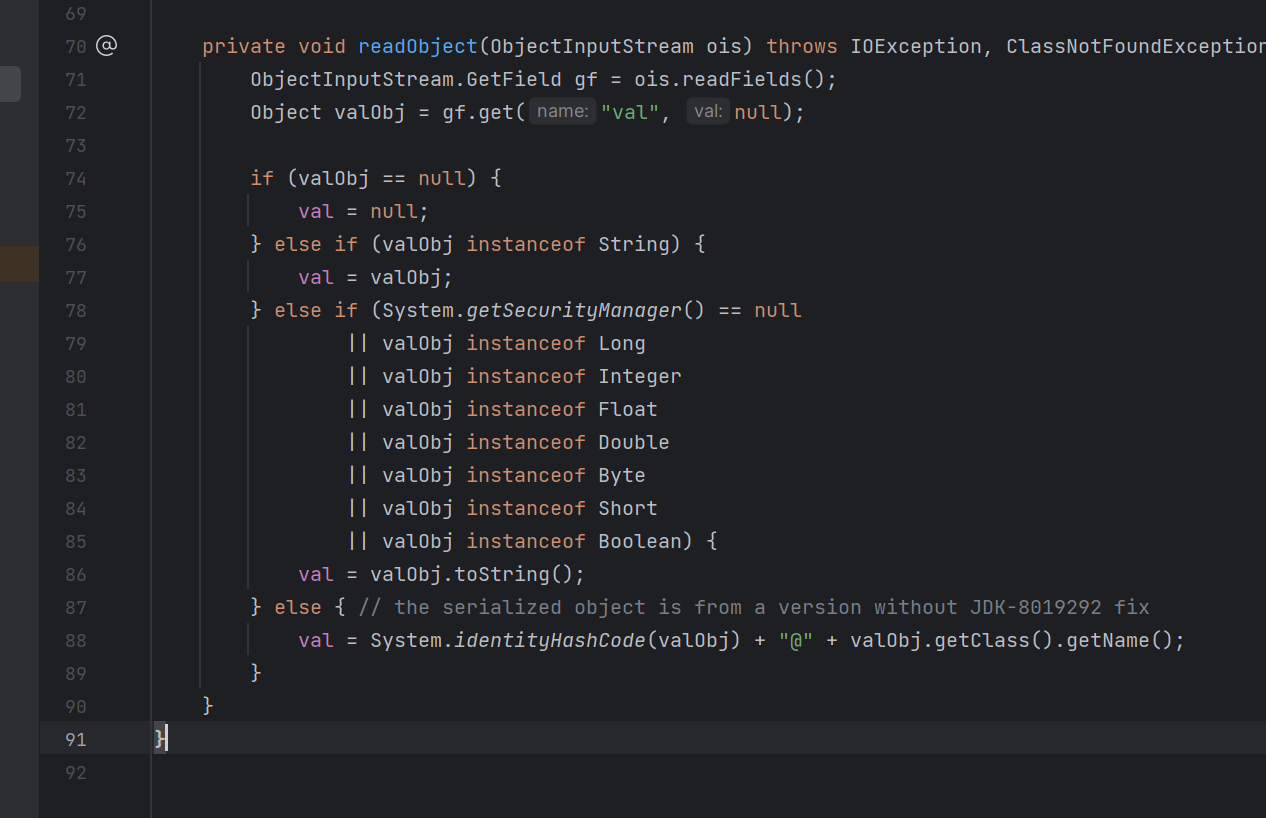 69
70 @ private void readObject(ObjectInputStream ois) throws IOException, ClassNotFoundException
71 ObjectInputStream.GetField gf = ois.readFields();
72 Object valObj = gf.get( name: "val", val: null);
73
74 if (valObj == null) {
75 val = null;
76 } else if (valObj instanceof String) {
77 val = valObj;
78 } else if (System.getSecurityManager() == null
79 || valObj instanceof Long
80 || valObj instanceof Integer
81 || valObj instanceof Float
82 || valObj instanceof Double
83 || valObj instanceof Byte
84 || valObj instanceof Short
85 || valObj instanceof Boolean) {
86 val = valObj.toString();
87 } else { // the serialized object is from a version without JDK-8019292 fix
88 val = System.identityHashCode(valObj) + "@" + valObj.getClass().getName();
89 }
90 }
91 }
92